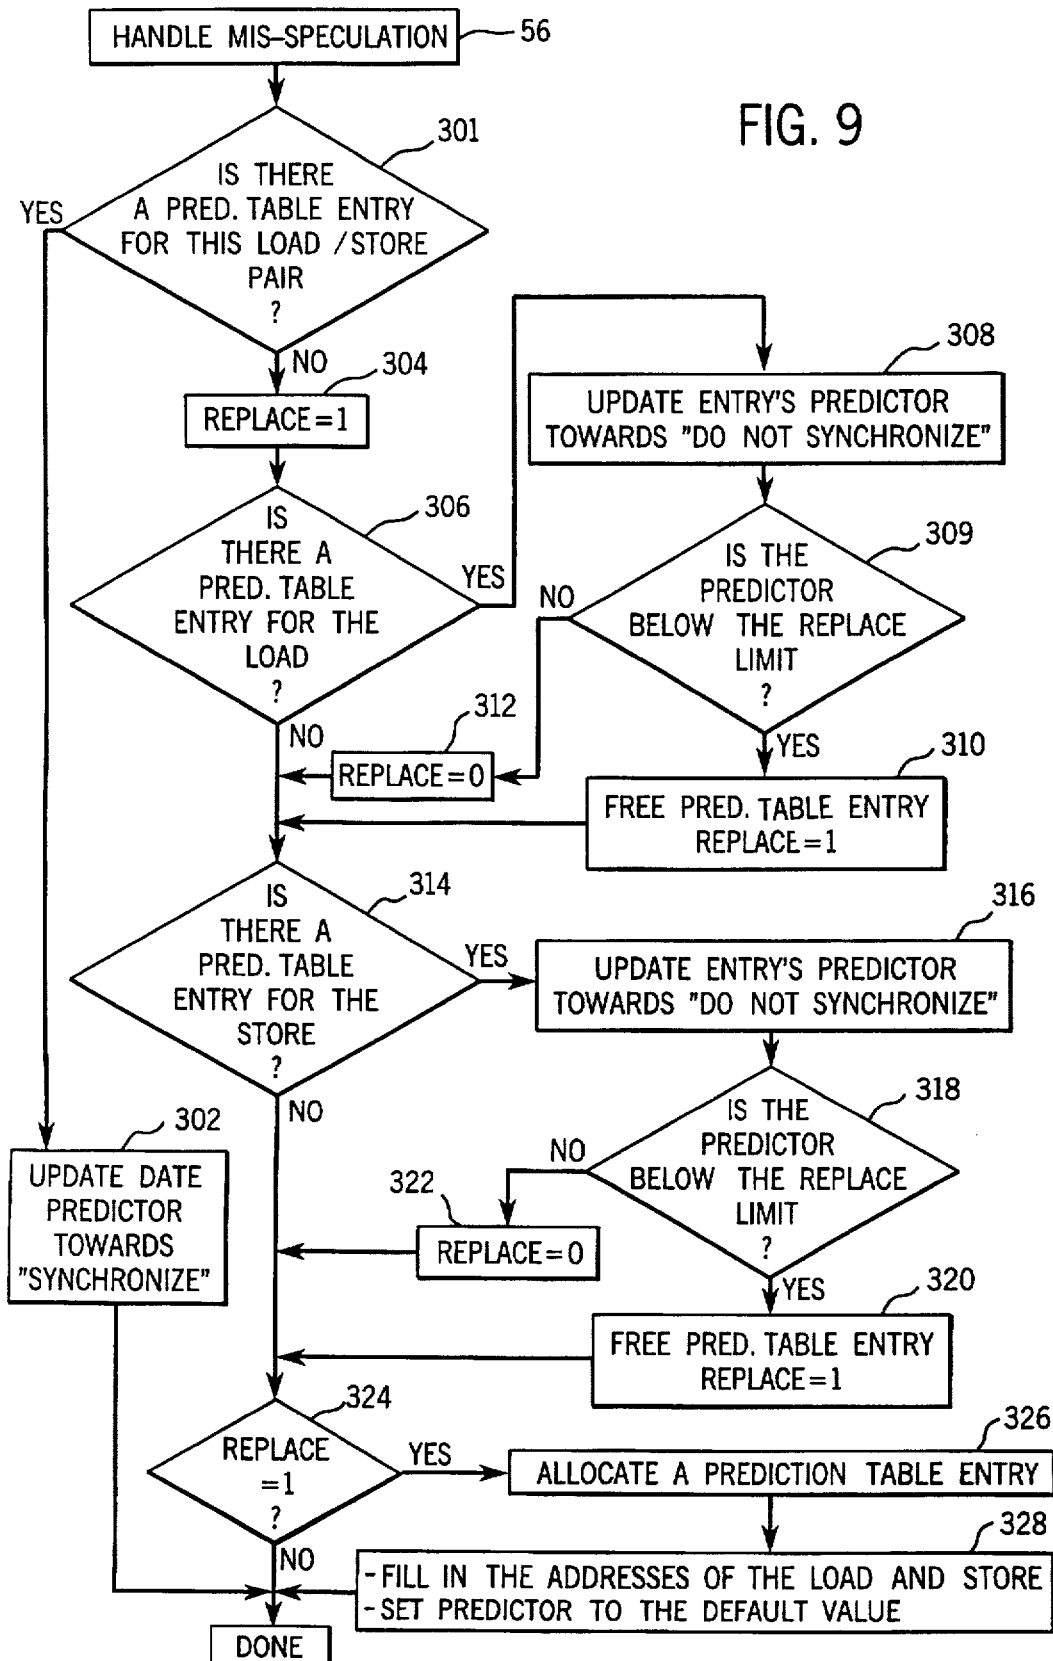 HANDLE MIS-SPECULATION
56
FIG. 9
301
IS THERE
A PRED. TABLE ENTRY
FOR THIS LOAD /STORE
PAIR
?
YES
NO
304
REPLACE=1
308
UPDATE ENTRY'S PREDICTOR
TOWARDS "DO NOT SYNCHRONIZE"
306
IS
THERE A
PRED. TABLE
ENTRY FOR THE
LOAD
?
YES
NO
309
IS THE
PREDICTOR
BELOW THE REPLACE
LIMIT
?
NO
YES
312
REPLACE=0
310
FREE PRED. TABLE ENTRY
REPLACE=1
314
IS
THERE A
PRED. TABLE
ENTRY FOR THE
STORE
?
YES
NO
316
UPDATE ENTRY'S PREDICTOR
TOWARDS "DO NOT SYNCHRONIZE"
318
IS THE
PREDICTOR
BELOW THE REPLACE
LIMIT
?
NO
YES
302
UPDATE DATE
PREDICTOR
TOWARDS
"SYNCHRONIZE"
322
REPLACE=0
320
FREE PRED. TABLE ENTRY
REPLACE=1
324
REPLACE
=1
?
YES
NO
326
ALLOCATE A PREDICTION TABLE ENTRY
328
-FILL IN THE ADDRESSES OF THE LOAD AND STORE
-SET PREDICTOR TO THE DEFAULT VALUE
DONE